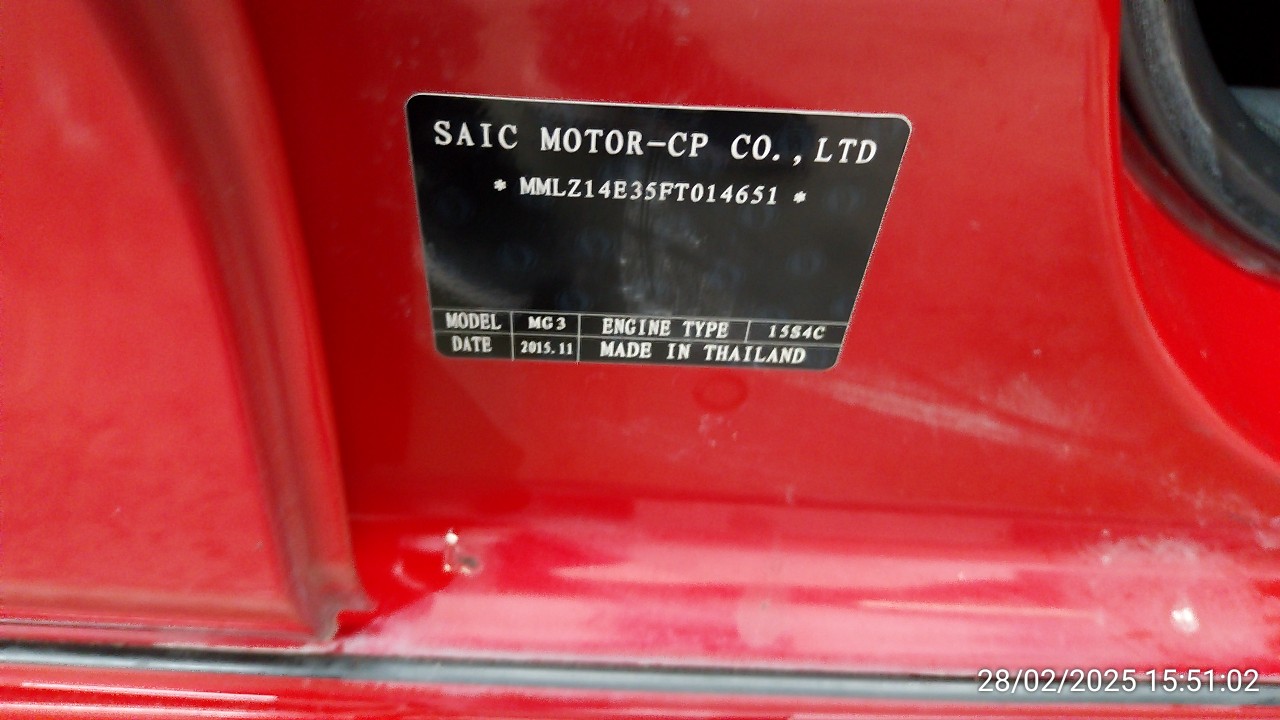 SAIC MOTOR-CP CO.,LTD
* MMLZ14E35FT014651 *
MODEL MG3 ENGINE TYPE 15S4C
DATE 2015.11 MADE IN THAILAND
28/02/2025 15:51:02